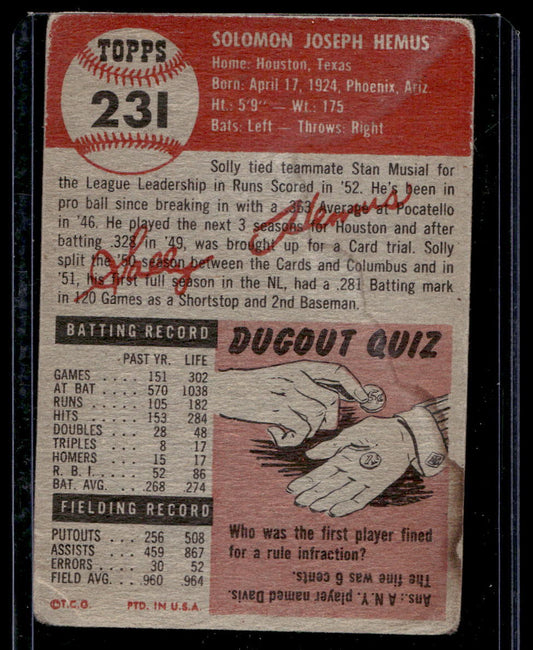 TOPPS
231
SOLOMON JOSEPH HEMUS
Home: Houston, Texas
Born: April 17, 1924, Phoenix, Ariz
Ht.: 5'9" — Wt.: 175
Bats: Left — Throws: Right
Solly tied teammate Stan Musial for
the League Leadership in Runs Scored in '52. He's been in
pro ball since breaking in with a .363 Average at Pocatello
in '46. He played the next 3 seasons for Houston and after
batting .328 in '49, was brought up for a Card trial. Solly
split the '50 season between the Cards and Columbus and in
'51, his first full season in the NL, had a .281 Batting mark
in 120 Games as a Shortstop and 2nd Baseman.
Solly Hemus
BATTING RECORD
PAST YR. LIFE
GAMES .... 151 302
AT BAT .... 570 1038
RUNS .... 105 182
HITS .... 153 284
DOUBLES .. 28 48
TRIPLES ... 8 17
HOMERS ... 15 17
R. B. I. .... 52 86
BAT. AVG. .. .268 .274
FIELDING RECORD
PUTOUTS .. 256 508
ASSISTS ... 459 867
ERRORS ... 30 52
FIELD AVG. . .960 .964
©T.C.G. PTD. IN U.S.A.
DUGOUT QUIZ
5¢
1¢
Who was the first player fined
for a rule infraction?
Ans.: A N.Y. player named Davis.
The fine was 6 cents.